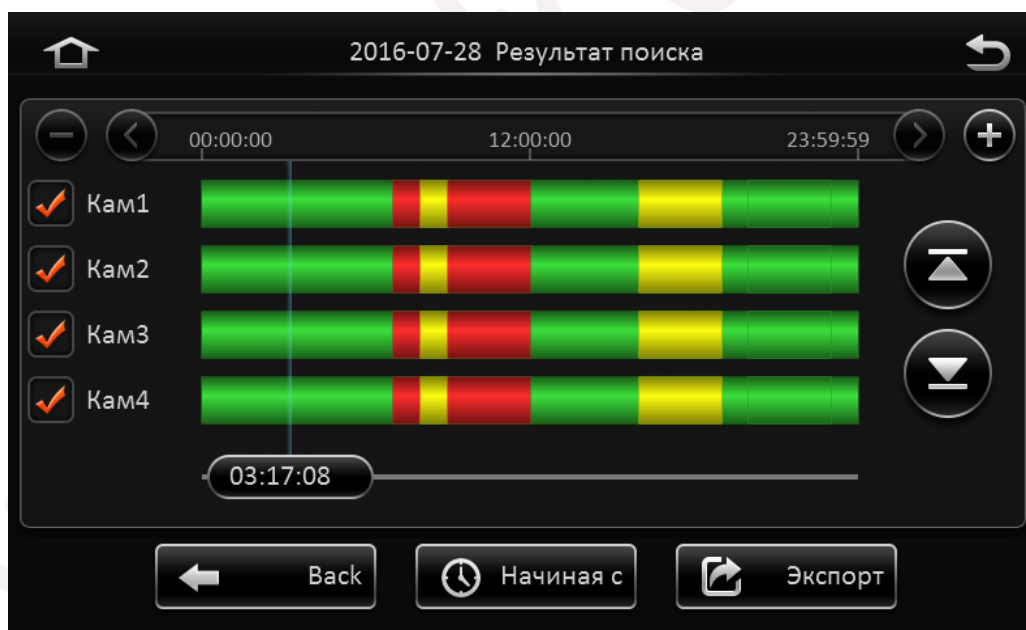 2016-07-28 Результат поиска
00:00:00 12:00:00 23:59:59
Кам1
Кам2
Кам3
Кам4
03:17:08
Back Начиная с Экспорт